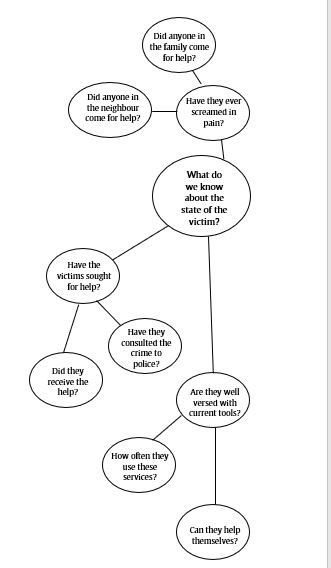 Did anyone in
the family come
for help?
Did anyone in
the neighbour
come for help?
Have they ever
screamed in
pain?
What do
we know
about the
state of the
victim?
Have the
victims sought
for help?
Have they
consulted the
crime to
police?
Did they
receive the
help?
Are they well
versed with
current tools?
How often they
use these
services?
Can they help
themselves?